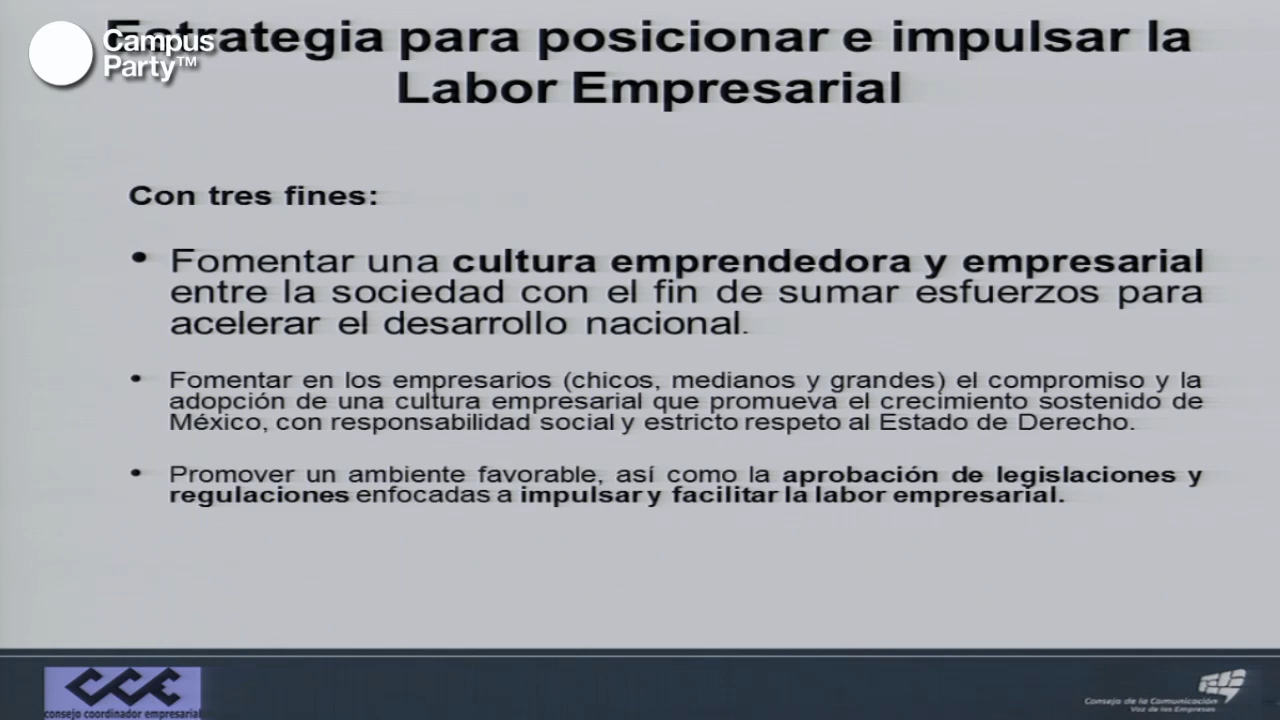 Estrategia para posicionar e impulsar la
Labor Empresarial
Campus
Party™
Con tres fines:
• Fomentar una cultura emprendedora y empresarial
entre la sociedad con el fin de sumar esfuerzos para
acelerar el desarrollo nacional.
• Fomentar en los empresarios (chicos, medianos y grandes) el compromiso y la
adopción de una cultura empresarial que promueva el crecimiento sostenido de
México, con responsabilidad social y estricto respeto al Estado de Derecho.
• Promover un ambiente favorable, así como la aprobación de legislaciones y
regulaciones enfocadas a impulsar y facilitar la labor empresarial.
CCE
consejo coordinador empresarial
Consejo de la Comunicación
Voz de las Empresas